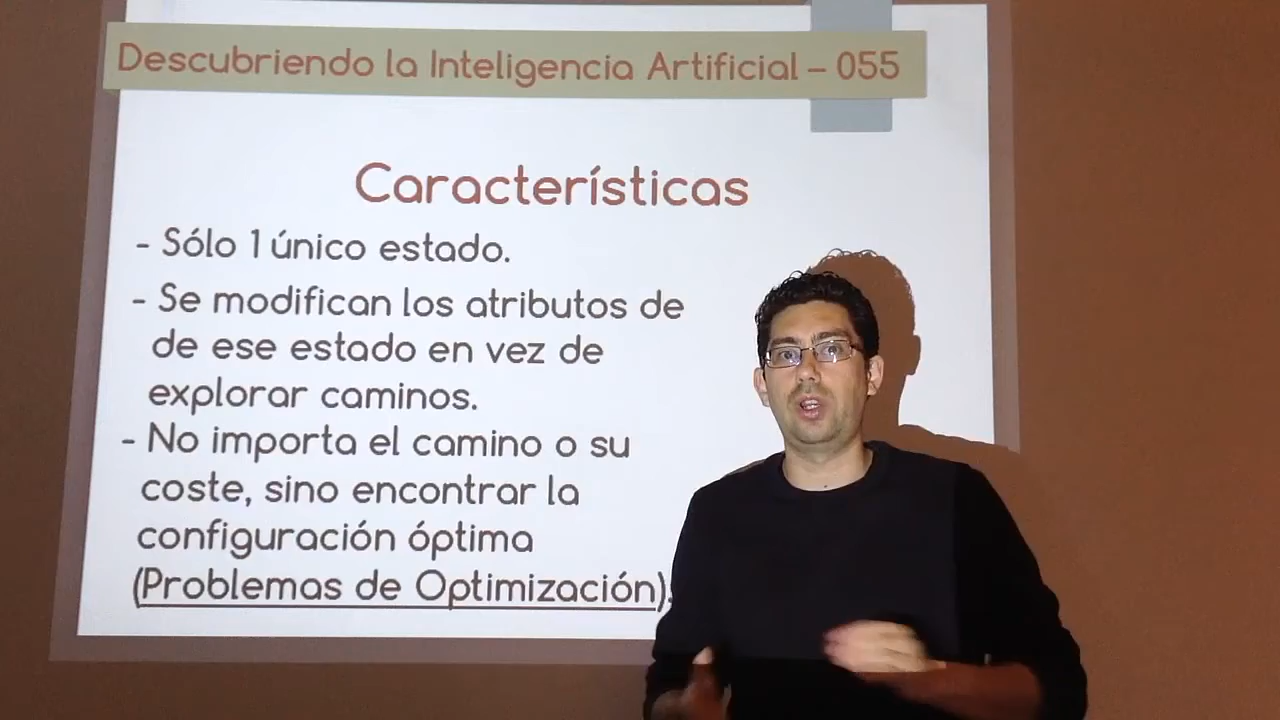 Descubriendo la Inteligencia Artificial – 055
Características
- Sólo 1 único estado.
- Se modifican los atributos de
de ese estado en vez de
explorar caminos.
- No importa el camino o su
coste, sino encontrar la
configuración óptima
(Problemas de Optimización).